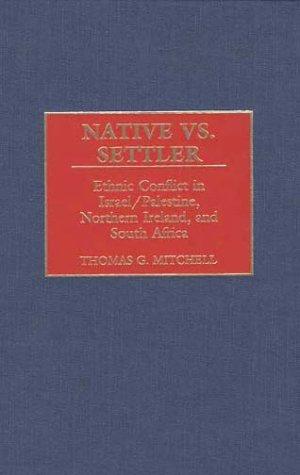 NATIVE VS.
SETTLER
Ethnic Conflict in
Israel/Palestine,
Northern Ireland, and
South Africa
THOMAS G. MITCHELL